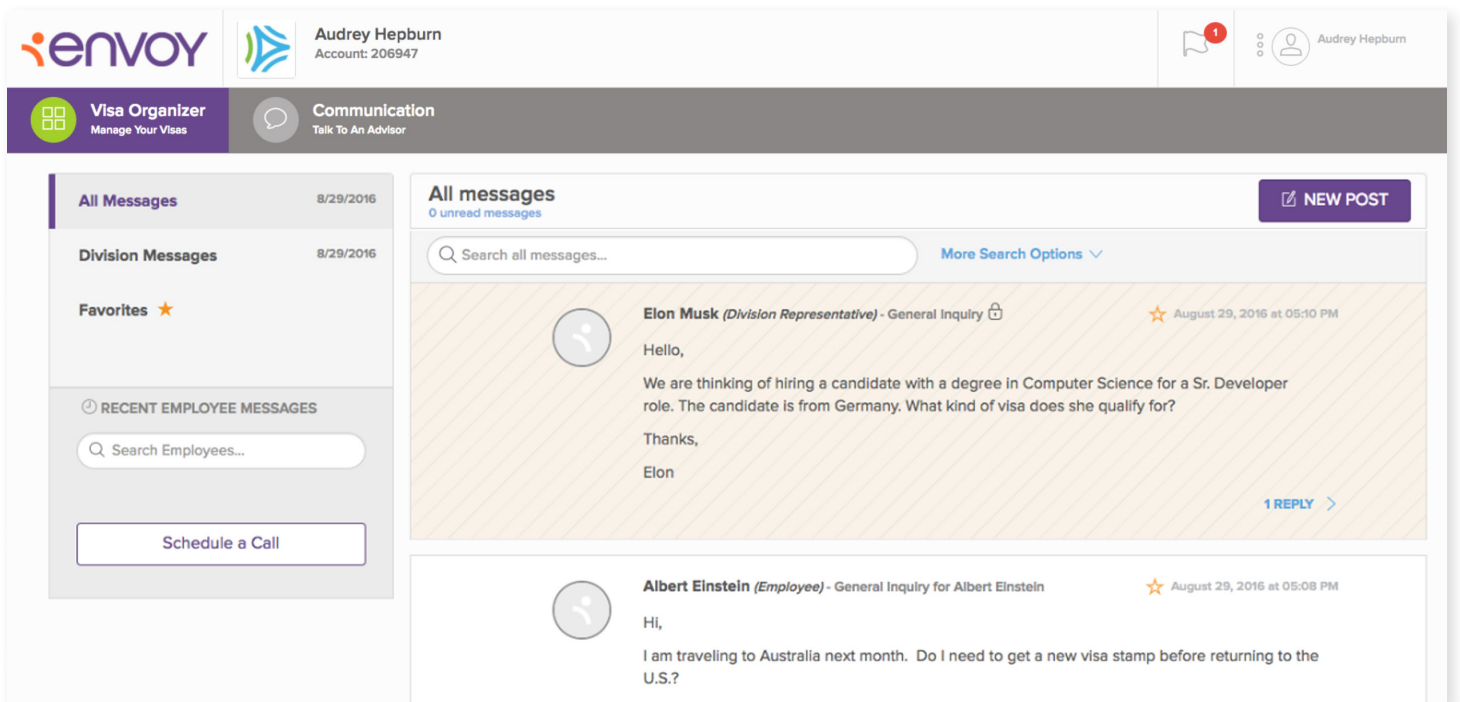 envoy
Audrey Hepburn
Account: 206947
1
Audrey Hepburn
Visa Organizer
Manage Your Visas
Communication
Talk To An Advisor
All Messages 8/29/2016
Division Messages 8/29/2016
Favorites
RECENT EMPLOYEE MESSAGES
Search Employees...
Schedule a Call
All messages
0 unread messages
NEW POST
Search all messages...
More Search Options
Elon Musk (Division Representative) - General Inquiry
August 29, 2016 at 05:10 PM
Hello,
We are thinking of hiring a candidate with a degree in Computer Science for a Sr. Developer
role. The candidate is from Germany. What kind of visa does she qualify for?
Thanks,
Elon
1 REPLY
Albert Einstein (Employee) - General Inquiry for Albert Einstein
August 29, 2016 at 05:08 PM
Hi,
I am traveling to Australia next month. Do I need to get a new visa stamp before returning to the
U.S.?